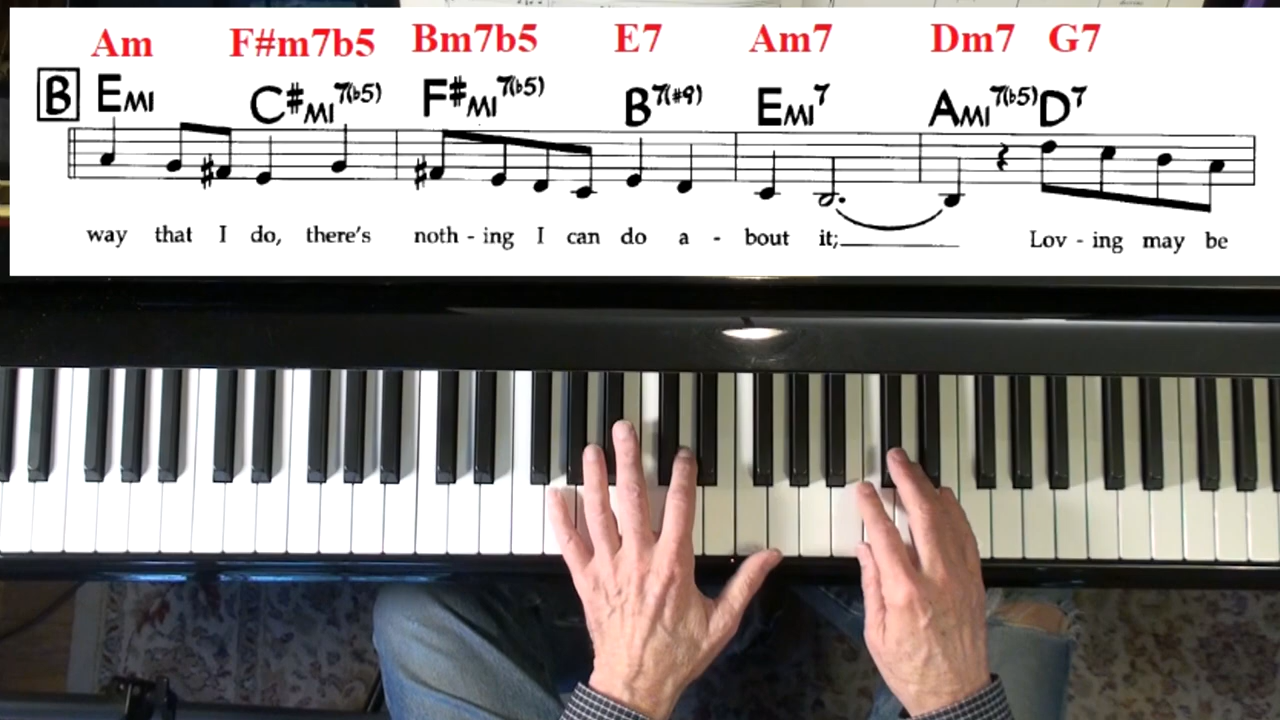 Am F#m7b5 Bm7b5 E7 Am7 Dm7 G7
B EMI C#MI7(b5) F#MI7(b5) B7(#9) EMI7 AMI7(b5) D7
way that I do, there's noth - ing I can do a - bout it; Lov - ing may be